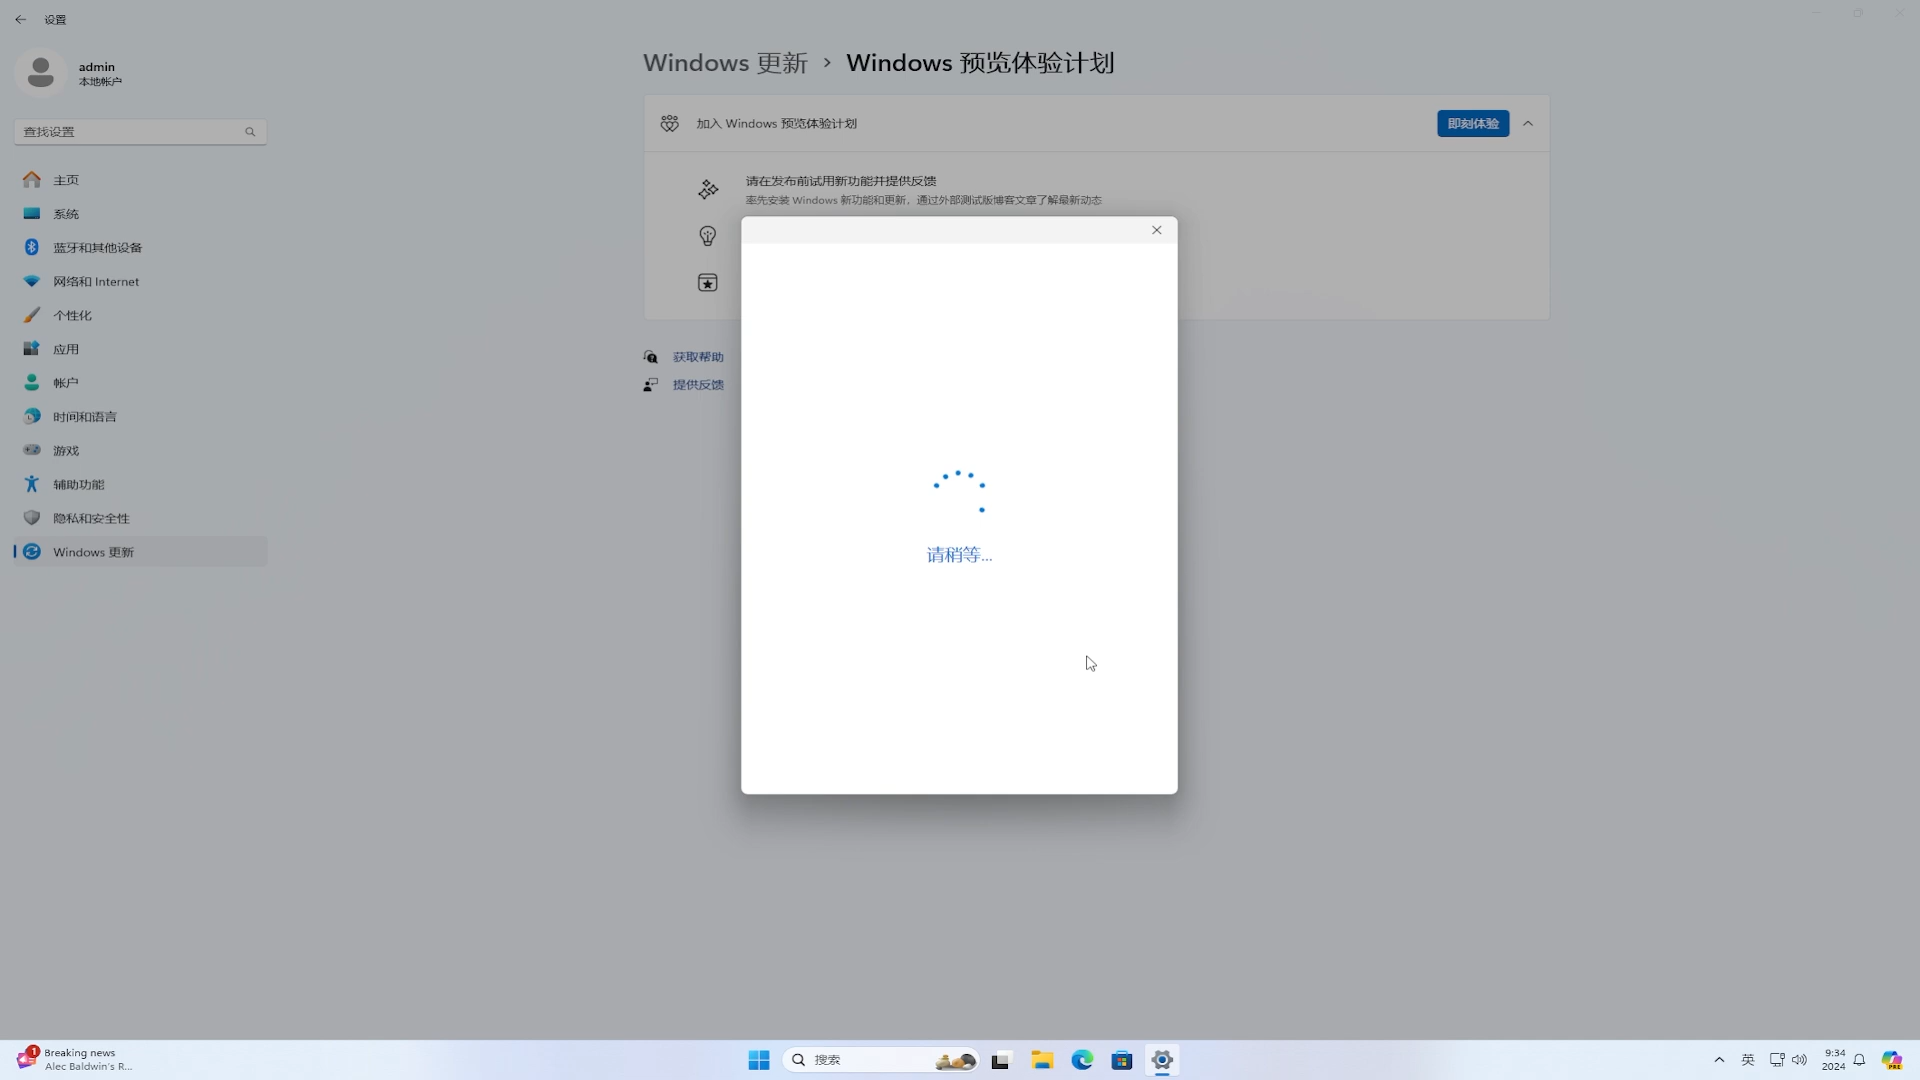 设置
admin
本地帐户
查找设置
主页
系统
蓝牙和其他设备
网络和 Internet
个性化
应用
帐户
时间和语言
游戏
辅助功能
隐私和安全性
Windows 更新
Windows 更新 › Windows 预览体验计划
加入 Windows 预览体验计划
即刻体验
请在发布前试用新功能并提供反馈
率先安装 Windows 新功能和更新，通过外部测试版博客文章了解最新动态
获取帮助
提供反馈
请稍等...
1
Breaking news
Alec Baldwin's R...
搜索
英
9:34
2024
PRE